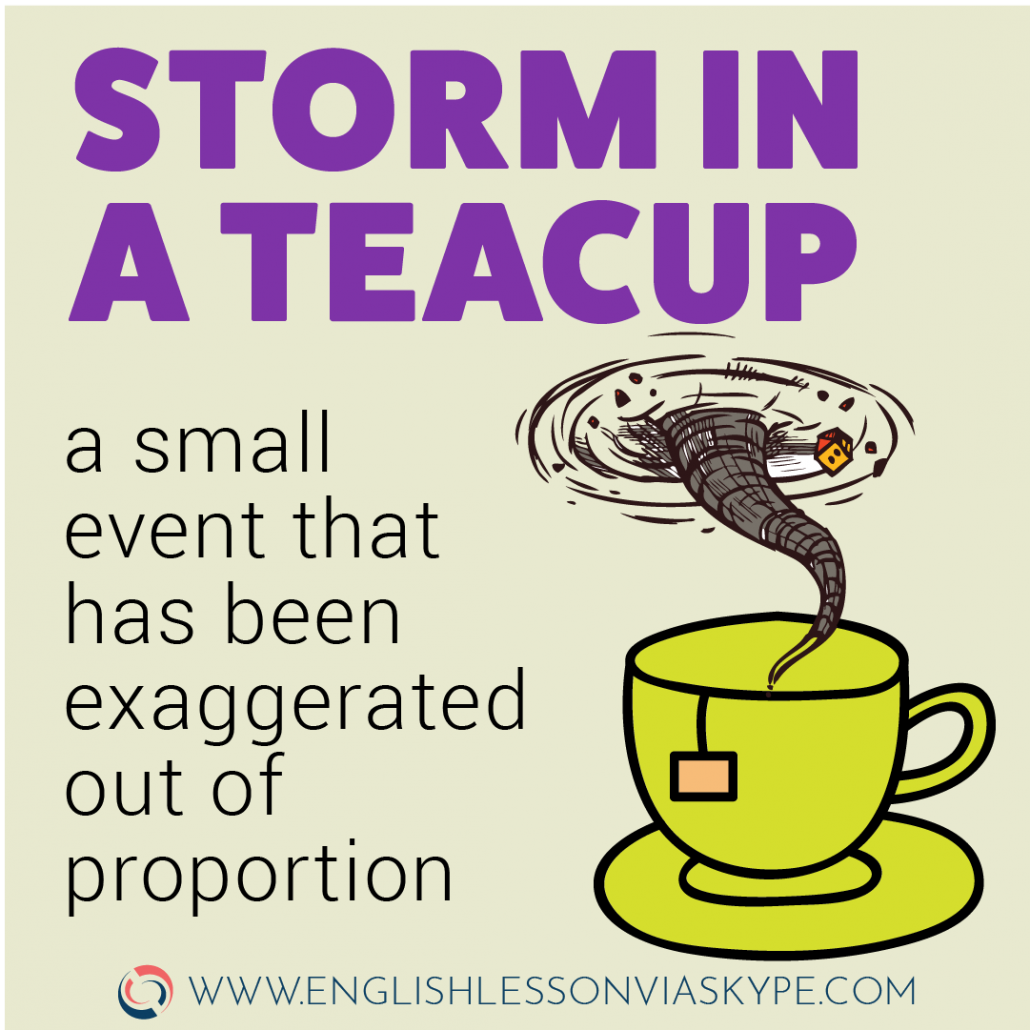 STORM IN
A TEACUP
a small
event that
has been
exaggerated
out of
proportion
WWW.ENGLISHLESSONVIASKYPE.COM